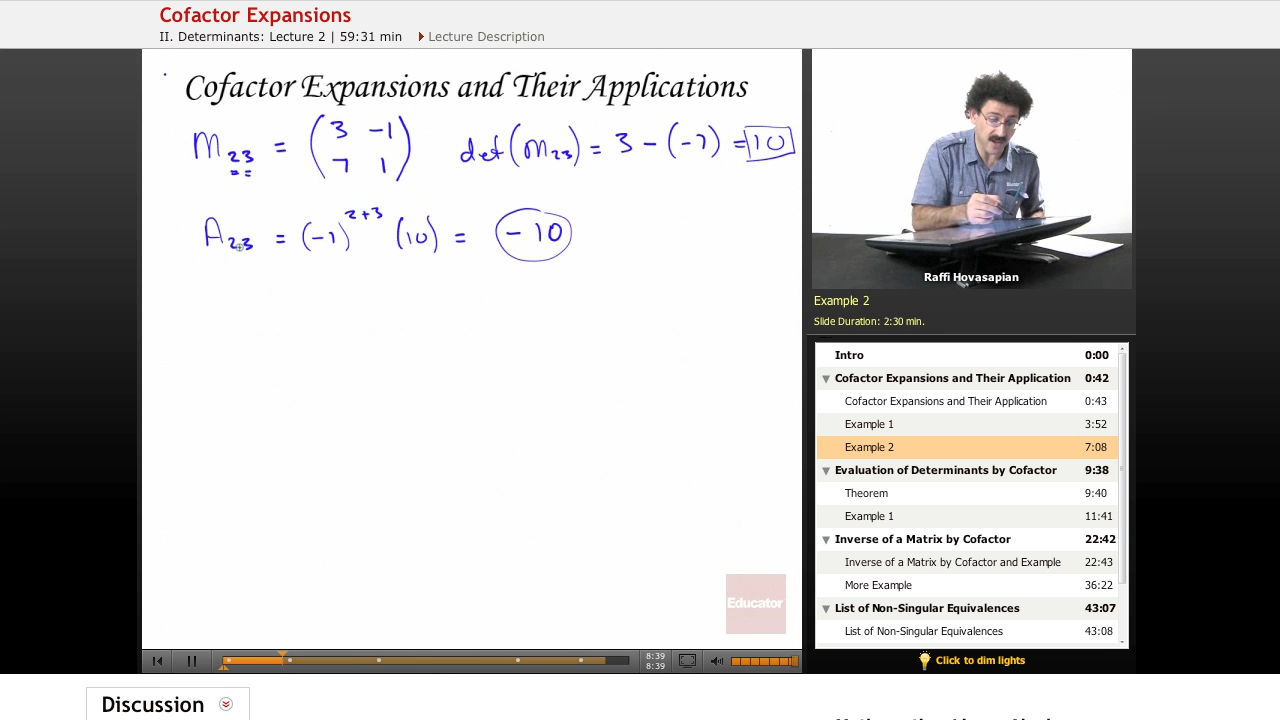 Cofactor Expansions
II. Determinants: Lecture 2 | 59:31 min Lecture Description
Cofactor Expansions and Their Applications
M23 = (3 -1
7 1) det(M23) = 3 - (-7) = 10
A23 = (-1)^2+3 (10) = -10
Educator
Raffi Hovasapian
Example 2
Slide Duration: 2:30 min.
Intro 0:00
Cofactor Expansions and Their Application 0:42
Cofactor Expansions and Their Application 0:43
Example 1 3:52
Example 2 7:08
Evaluation of Determinants by Cofactor 9:38
Theorem 9:40
Example 1 11:41
Inverse of a Matrix by Cofactor 22:42
Inverse of a Matrix by Cofactor and Example 22:43
More Example 36:22
List of Non-Singular Equivalences 43:07
List of Non-Singular Equivalences 43:08
8:39
8:39
Click to dim lights
Discussion